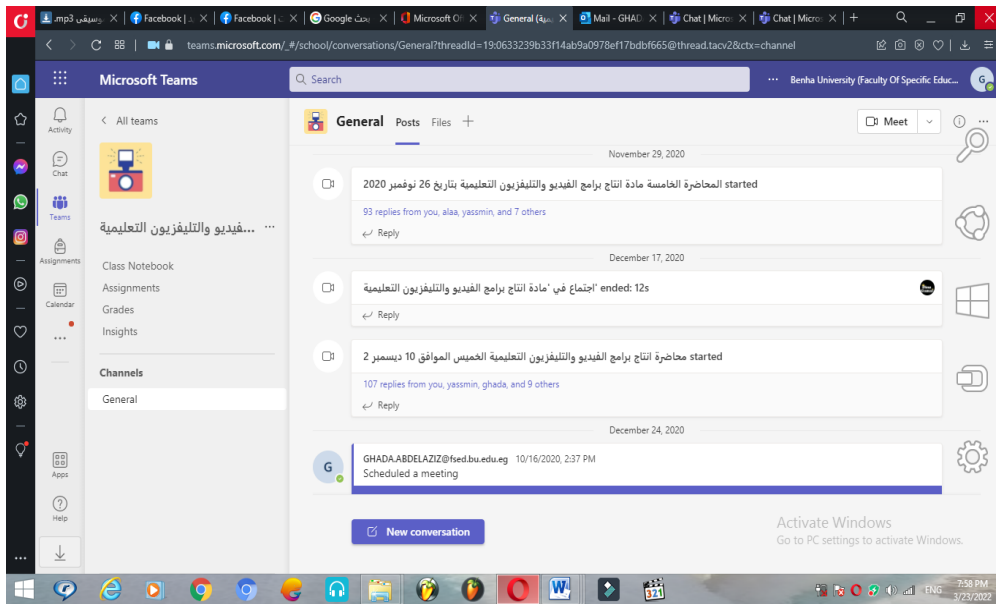 موسيقى mp3.
Facebook
Facebook
Google بحث
Microsoft Of
General (قيمية
Mail - GHAD
Chat | Micros
Chat | Micros
teams.microsoft.com/_#/school/conversations/General?threadId=19:0633239b33f14ab9a0978ef17bdbf665@thread.tacv2&ctx=channel
Microsoft Teams
Search
Benha University (Faculty Of Specific Educ...
G
Activity
Chat
Teams
Assignments
Calendar
Apps
Help
All teams
...فيديو والتليفزيون التعليمية
Class Notebook
Assignments
Grades
Insights
Channels
General
General Posts Files
Meet
November 29, 2020
المحاضرة الخامسة مادة انتاج برامج الفيديو والتليفزيون التعليمية بتاريخ 26 نوفمبر 2020 started
93 replies from you, alaa, yassmin, and 7 others
Reply
December 17, 2020
اجتماع في 'مادة انتاج برامج الفيديو والتليفزيون التعليمية' ended: 12s
Reply
محاضرة انتاج برامج الفيديو والتليفزيون التعليمية الخميس الموافق 10 ديسمبر 2 started
107 replies from you, yassmin, ghada, and 9 others
Reply
December 24, 2020
G
GHADA.ABDELAZIZ@fsed.bu.edu.eg 10/16/2020, 2:37 PM
Scheduled a meeting
New conversation
Activate Windows
Go to PC settings to activate Windows.
321
ENG
7:58 PM
3/23/2022